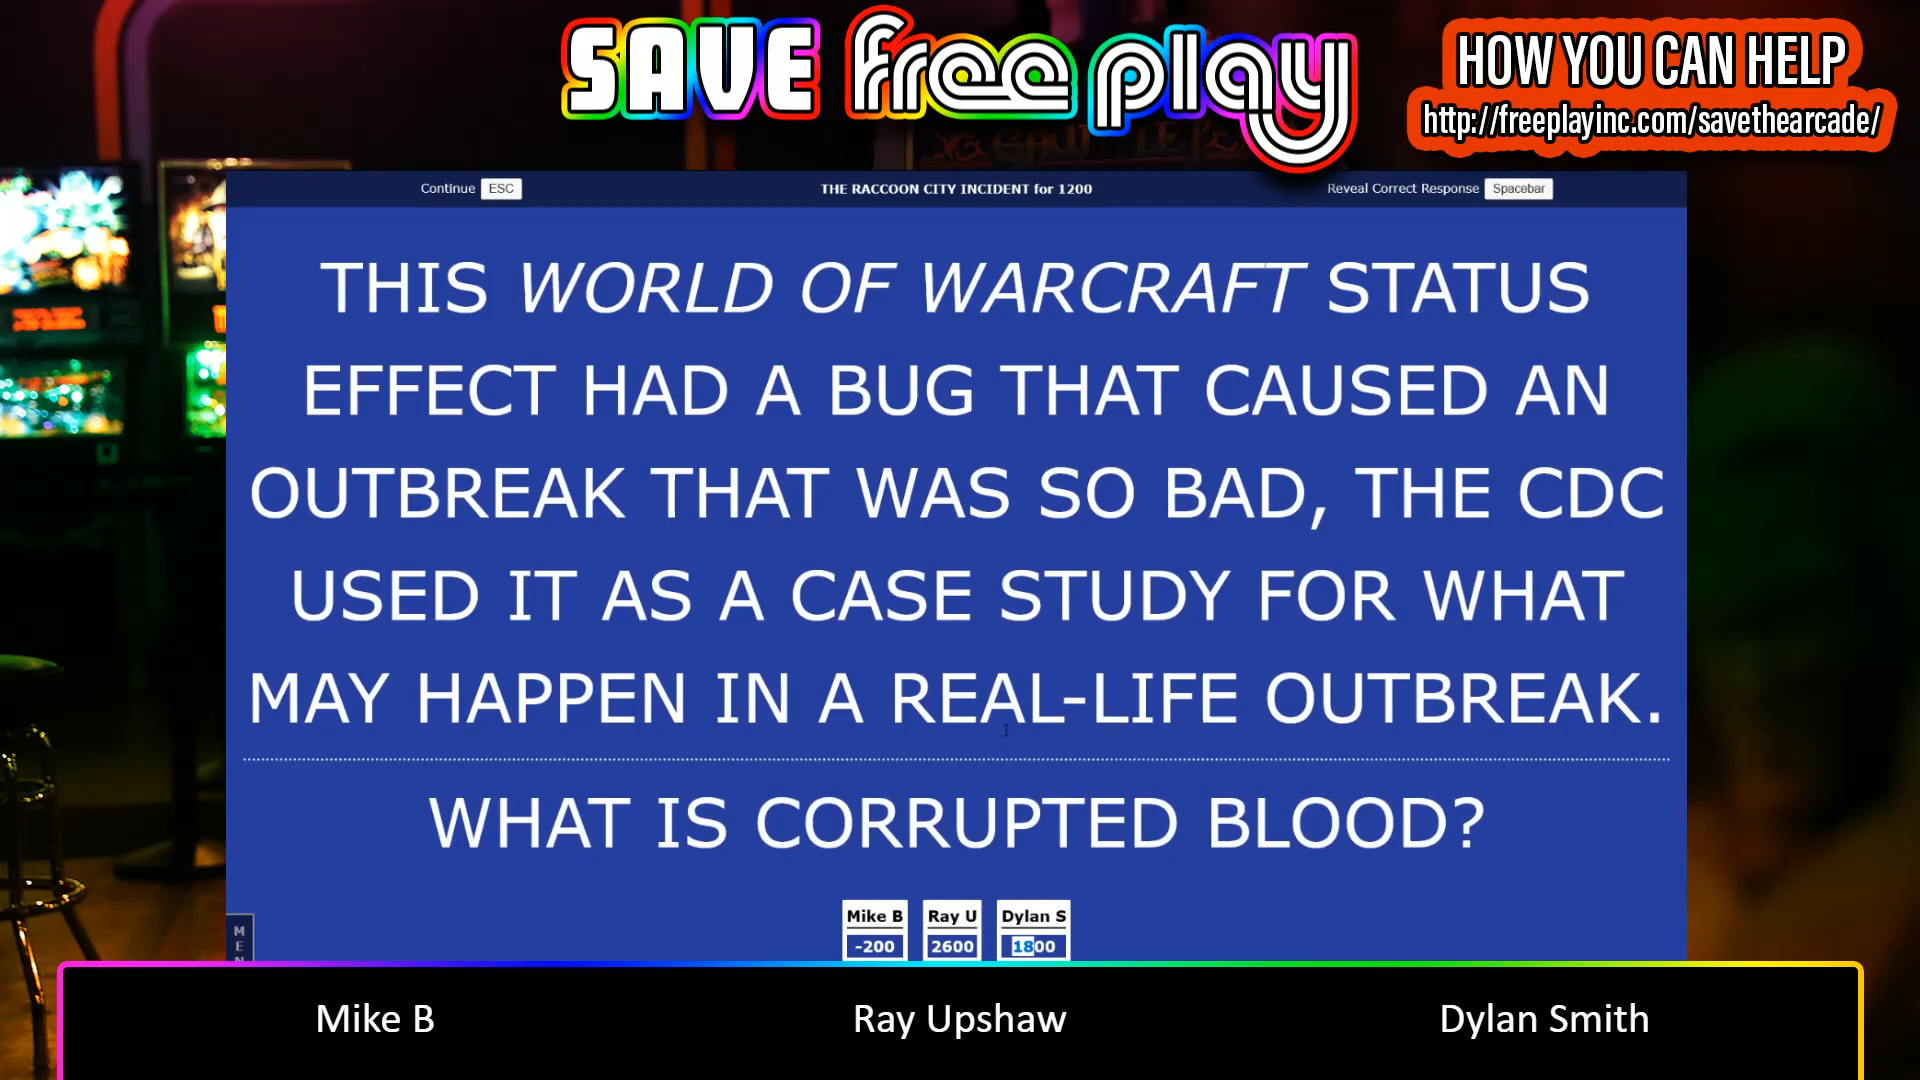 SAVE free play
HOW YOU CAN HELP
http://freeplayinc.com/savethearcade/
Continue ESC
THE RACCOON CITY INCIDENT for 1200
Reveal Correct Response Spacebar
THIS WORLD OF WARCRAFT STATUS
EFFECT HAD A BUG THAT CAUSED AN
OUTBREAK THAT WAS SO BAD, THE CDC
USED IT AS A CASE STUDY FOR WHAT
MAY HAPPEN IN A REAL-LIFE OUTBREAK.
WHAT IS CORRUPTED BLOOD?
Mike B Ray U Dylan S
-200 2600 1800
M
E
N
Mike B Ray Upshaw Dylan Smith